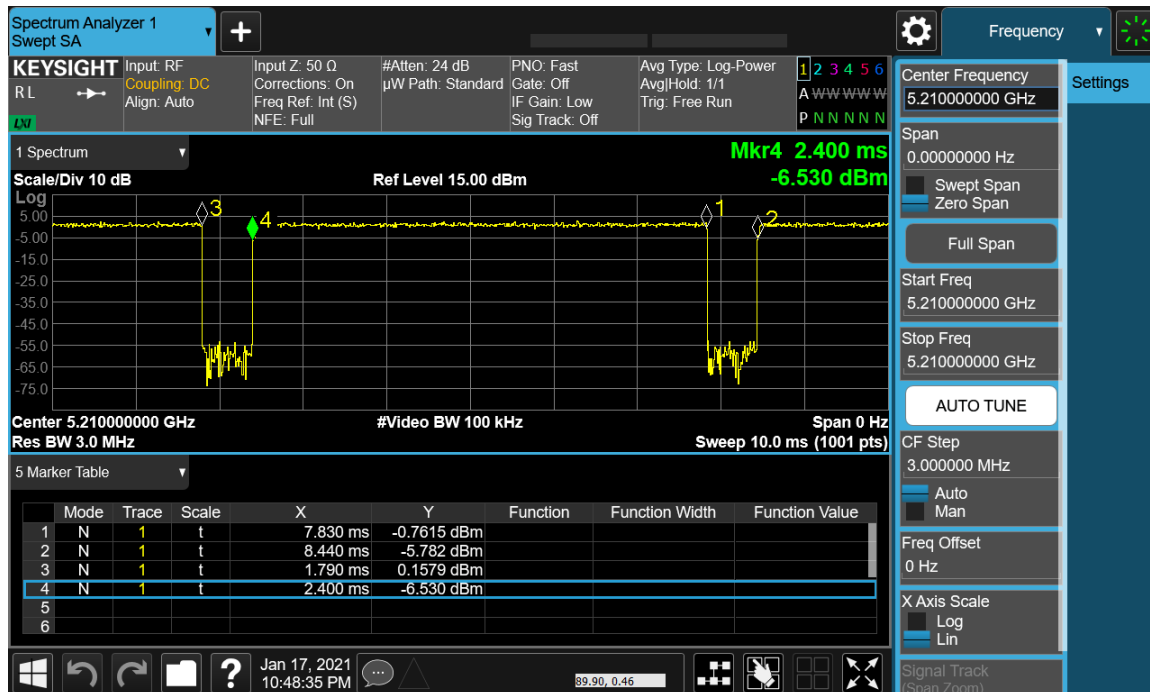 Spectrum Analyzer 1
Swept SA
Frequency
KEYSIGHT
R L
LXI
Input: RF
Coupling: DC
Align: Auto
Input Z: 50 Ω
Corrections: On
Freq Ref: Int (S)
NFE: Full
#Atten: 24 dB
µW Path: Standard
PNO: Fast
Gate: Off
IF Gain: Low
Sig Track: Off
Avg Type: Log-Power
Avg|Hold: 1/1
Trig: Free Run
1 2 3 4 5 6
A W W W W W
P N N N N N
1 Spectrum
Mkr4 2.400 ms
Scale/Div 10 dB
Ref Level 15.00 dBm
-6.530 dBm
Log
5.00
-5.00
-15.0
-25.0
-35.0
-45.0
-55.0
-65.0
-75.0
3
4
1
2
Center 5.210000000 GHz
#Video BW 100 kHz
Span 0 Hz
Res BW 3.0 MHz
Sweep 10.0 ms (1001 pts)
5 Marker Table
Mode Trace Scale X Y Function Function Width Function Value
1 N 1 t 7.830 ms -0.7615 dBm
2 N 1 t 8.440 ms -5.782 dBm
3 N 1 t 1.790 ms 0.1579 dBm
4 N 1 t 2.400 ms -6.530 dBm
5
6
Jan 17, 2021
10:48:35 PM
89.90, 0.46
Center Frequency
5.210000000 GHz
Settings
Span
0.00000000 Hz
Swept Span
Zero Span
Full Span
Start Freq
5.210000000 GHz
Stop Freq
5.210000000 GHz
AUTO TUNE
CF Step
3.000000 MHz
Auto
Man
Freq Offset
0 Hz
X Axis Scale
Log
Lin
Signal Track
(Span Zoom)